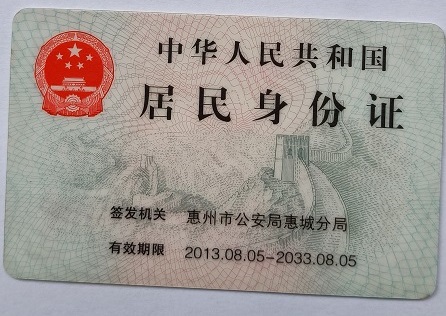 中华人民共和国
居民身份证
签发机关 惠州市公安局惠城分局
有效期限 2013.08.05-2033.08.05